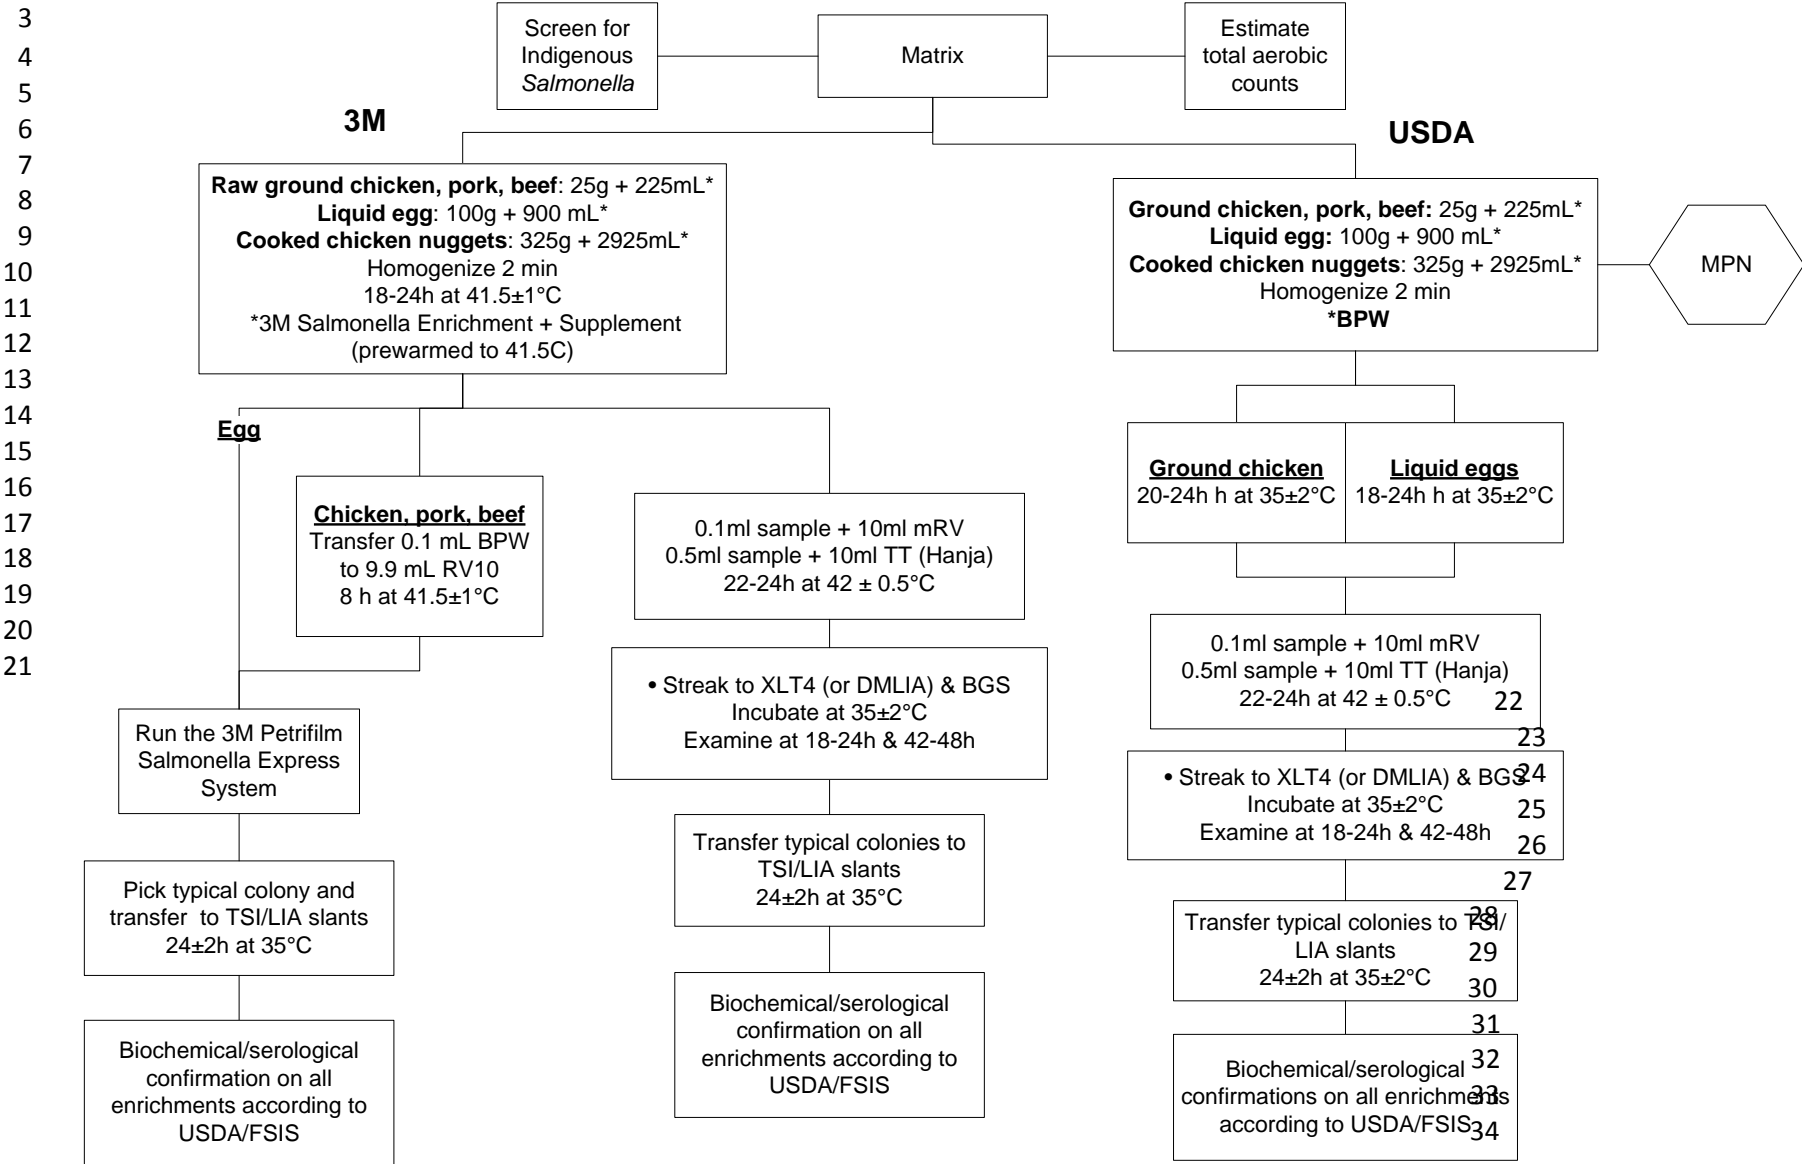 3
4
5
6
7
8
9
10
11
12
13
14
15
16
17
18
19
20
21
Screen for
Indigenous
Salmonella
Matrix
Estimate
total aerobic
counts
3M
USDA
Raw ground chicken, pork, beef: 25g + 225mL*
Liquid egg: 100g + 900 mL*
Cooked chicken nuggets: 325g + 2925mL*
Homogenize 2 min
18-24h at 41.5±1°C
*3M Salmonella Enrichment + Supplement
(prewarmed to 41.5C)
Ground chicken, pork, beef: 25g + 225mL*
Liquid egg: 100g + 900 mL*
Cooked chicken nuggets: 325g + 2925mL*
Homogenize 2 min
*BPW
MPN
Egg
Chicken, pork, beef
Transfer 0.1 mL BPW
to 9.9 mL RV10
8 h at 41.5±1°C
0.1ml sample + 10ml mRV
0.5ml sample + 10ml TT (Hanja)
22-24h at 42 ± 0.5°C
Ground chicken
20-24h h at 35±2°C
Liquid eggs
18-24h h at 35±2°C
Run the 3M Petrifilm
Salmonella Express
System
• Streak to XLT4 (or DMLIA) & BGS
Incubate at 35±2°C
Examine at 18-24h & 42-48h
0.1ml sample + 10ml mRV
0.5ml sample + 10ml TT (Hanja)
22-24h at 42 ± 0.5°C
22
23
• Streak to XLT4 (or DMLIA) & BGS
24
Incubate at 35±2°C
25
Examine at 18-24h & 42-48h
26
27
Pick typical colony and
transfer to TSI/LIA slants
24±2h at 35°C
Transfer typical colonies to
TSI/LIA slants
24±2h at 35°C
Transfer typical colonies to TSI/
28
LIA slants
29
24±2h at 35±2°C
30
31
Biochemical/serological
confirmation on all
enrichments according to
USDA/FSIS
Biochemical/serological
confirmation on all
enrichments according to
USDA/FSIS
32
Biochemical/serological
confirmations on all enrichments
33
according to USDA/FSIS
34